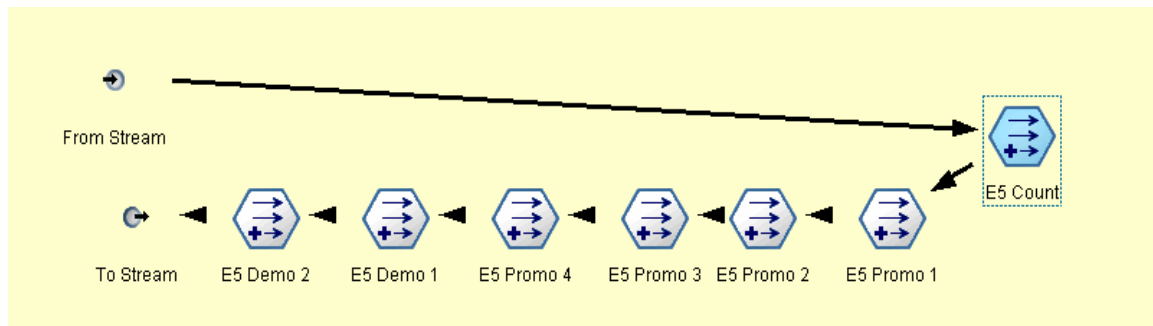 From Stream
E5 Count
To Stream
E5 Demo 2
E5 Demo 1
E5 Promo 4
E5 Promo 3
E5 Promo 2
E5 Promo 1